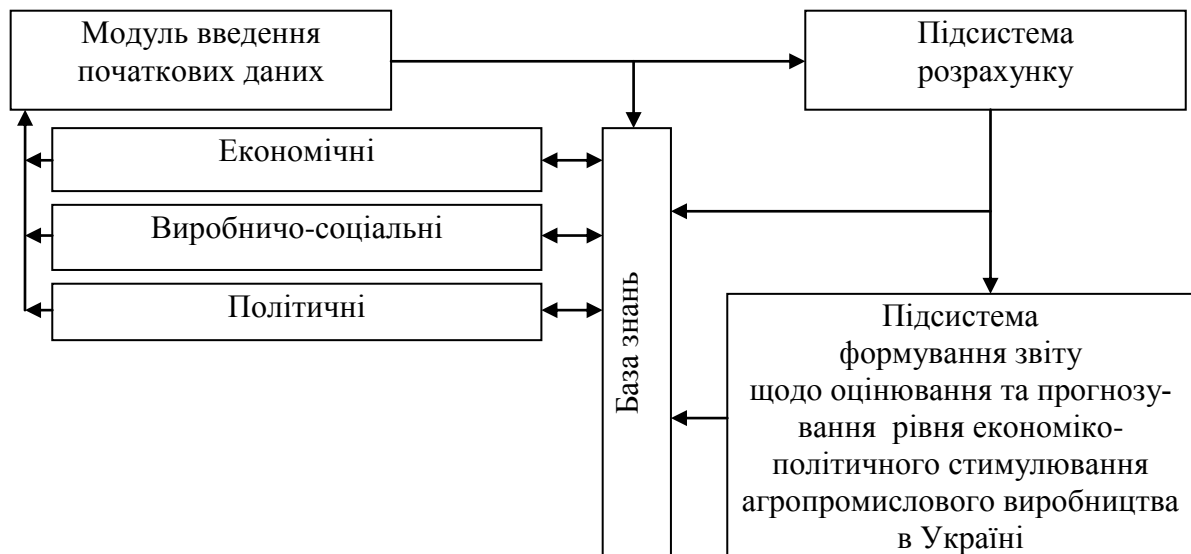 Модуль введення
початкових даних
Підсистема
розрахунку
Економічні
Виробничо-соціальні
Політичні
База знань
Підсистема
формування звіту
щодо оцінювання та прогнозу-
вання рівня економіко-
політичного стимулювання
агропромислового виробництва
в Україні